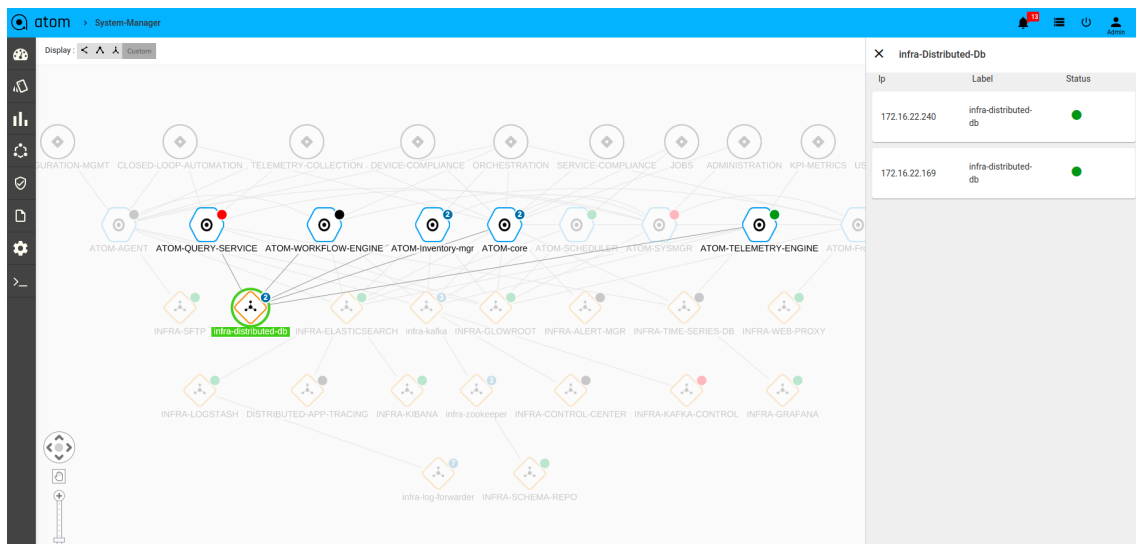 atom > System-Manager
13
Admin
Display : Custom
infra-Distributed-Db
Ip Label Status
172.16.22.240 infra-distributed-
db
172.16.22.169 infra-distributed-
db
GURATION-MGMT CLOSED-LOOP-AUTOMATION TELEMETRY-COLLECTION DEVICE-COMPLIANCE ORCHESTRATION SERVICE-COMPLIANCE JOBS ADMINISTRATION KPI-METRICS US
2 2
ATOM-AGENT ATOM-QUERY-SERVICE ATOM-WORKFLOW-ENGINE ATOM-Inventory-mgr ATOM-core ATOM-SCHEDULER ATOM-SYSMGR ATOM-TELEMETRY-ENGINE ATOM-Fro
2 3
INFRA-SFTP infra-distributed-db INFRA-ELASTICSEARCH infra-kafka INFRA-GLOWROOT INFRA-ALERT-MGR INFRA-TIME-SERIES-DB INFRA-WEB-PROXY
3
INFRA-LOGSTASH DISTRIBUTED-APP-TRACING INFRA-KIBANA infra-zookeeper INFRA-CONTROL-CENTER INFRA-KAFKA-CONTROL INFRA-GRAFANA
7
infra-log-forwarder INFRA-SCHEMA-REPO